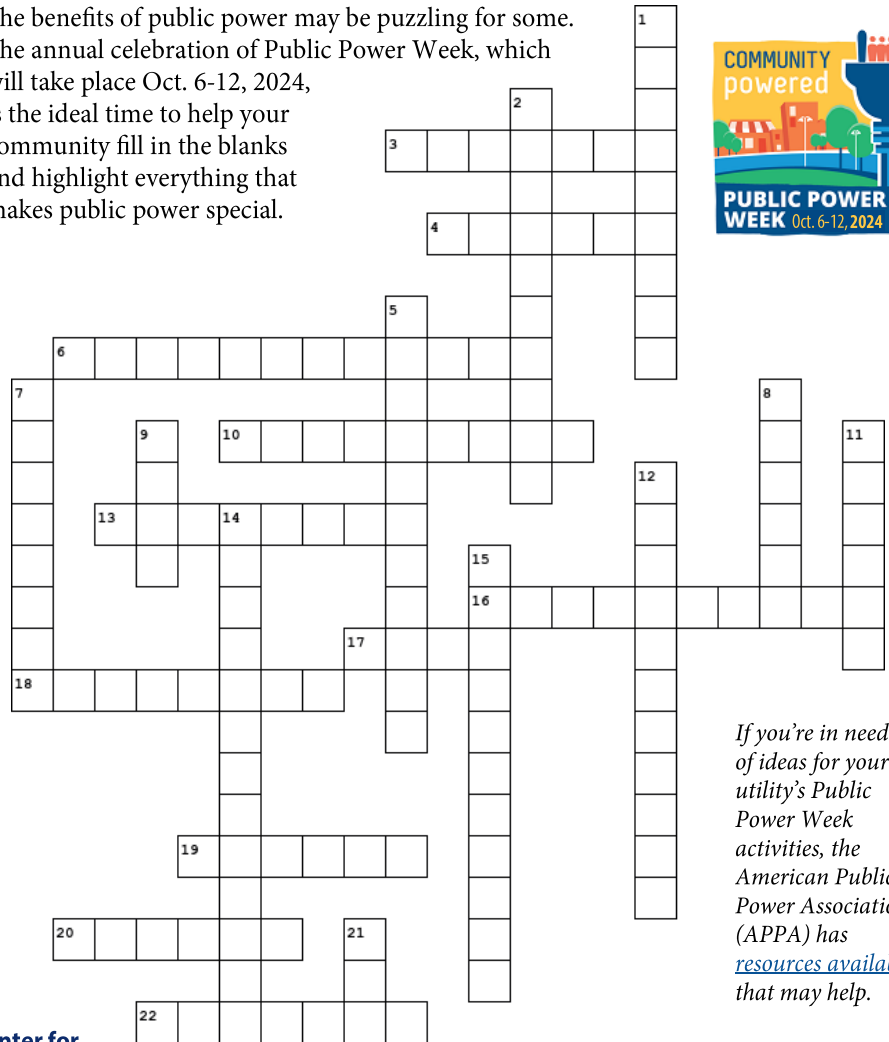 he benefits of public power may be puzzling for some.
he annual celebration of Public Power Week, which
ill take place Oct. 6-12, 2024,
s the ideal time to help your
ommunity fill in the blanks
nd highlight everything that
akes public power special.
COMMUNITY
powered
PUBLIC POWER
WEEK Oct. 6-12, 2024
1
2
3
4
5
6
7
8
9
10
11
12
13
14
15
16
17
18
19
20
21
22
If you’re in need
of ideas for your
utility’s Public
Power Week
activities, the
American Public
Power Associatio
(APPA) has
resources availa
that may help.
nter for